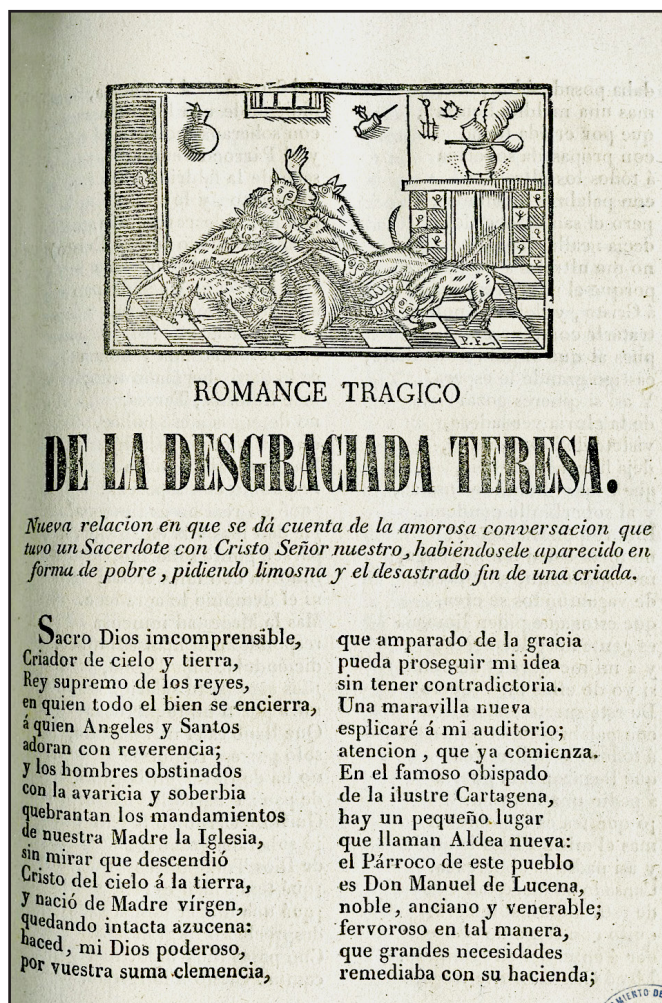 P. F.
ROMANCE TRAGICO
DE LA DESGRACIADA TERESA.
Nueva relacion en que se dá cuenta de la amorosa conversacion que
tuvo un Sacerdote con Cristo Señor nuestro, habiéndosele aparecido en
forma de pobre, pidiendo limosna y el desastrado fin de una criada.
Sacro Dios imcomprensible,
Criador de cielo y tierra,
Rey supremo de los reyes,
en quien todo el bien se encierra,
á quien Angeles y Santos
adoran con reverencia;
y los hombres obstinados
con la avaricia y soberbia
quebrantan los mandamientos
de nuestra Madre la Iglesia,
sin mirar que descendió
Cristo del cielo á la tierra,
y nació de Madre vírgen,
quedando intacta azucena:
haced, mi Dios poderoso,
por vuestra suma clemencia,
que amparado de la gracia
pueda proseguir mi idea
sin tener contradictoria.
Una maravilla nueva
esplicaré á mi auditorio;
atencion, que ya comienza.
En el famoso obispado
de la ilustre Cartagena,
hay un pequeño lugar
que llaman Aldea nueva:
el Párroco de este pueblo
es Don Manuel de Lucena,
noble, anciano y venerable;
fervoroso en tal manera,
que grandes necesidades
remediaba con su hacienda;